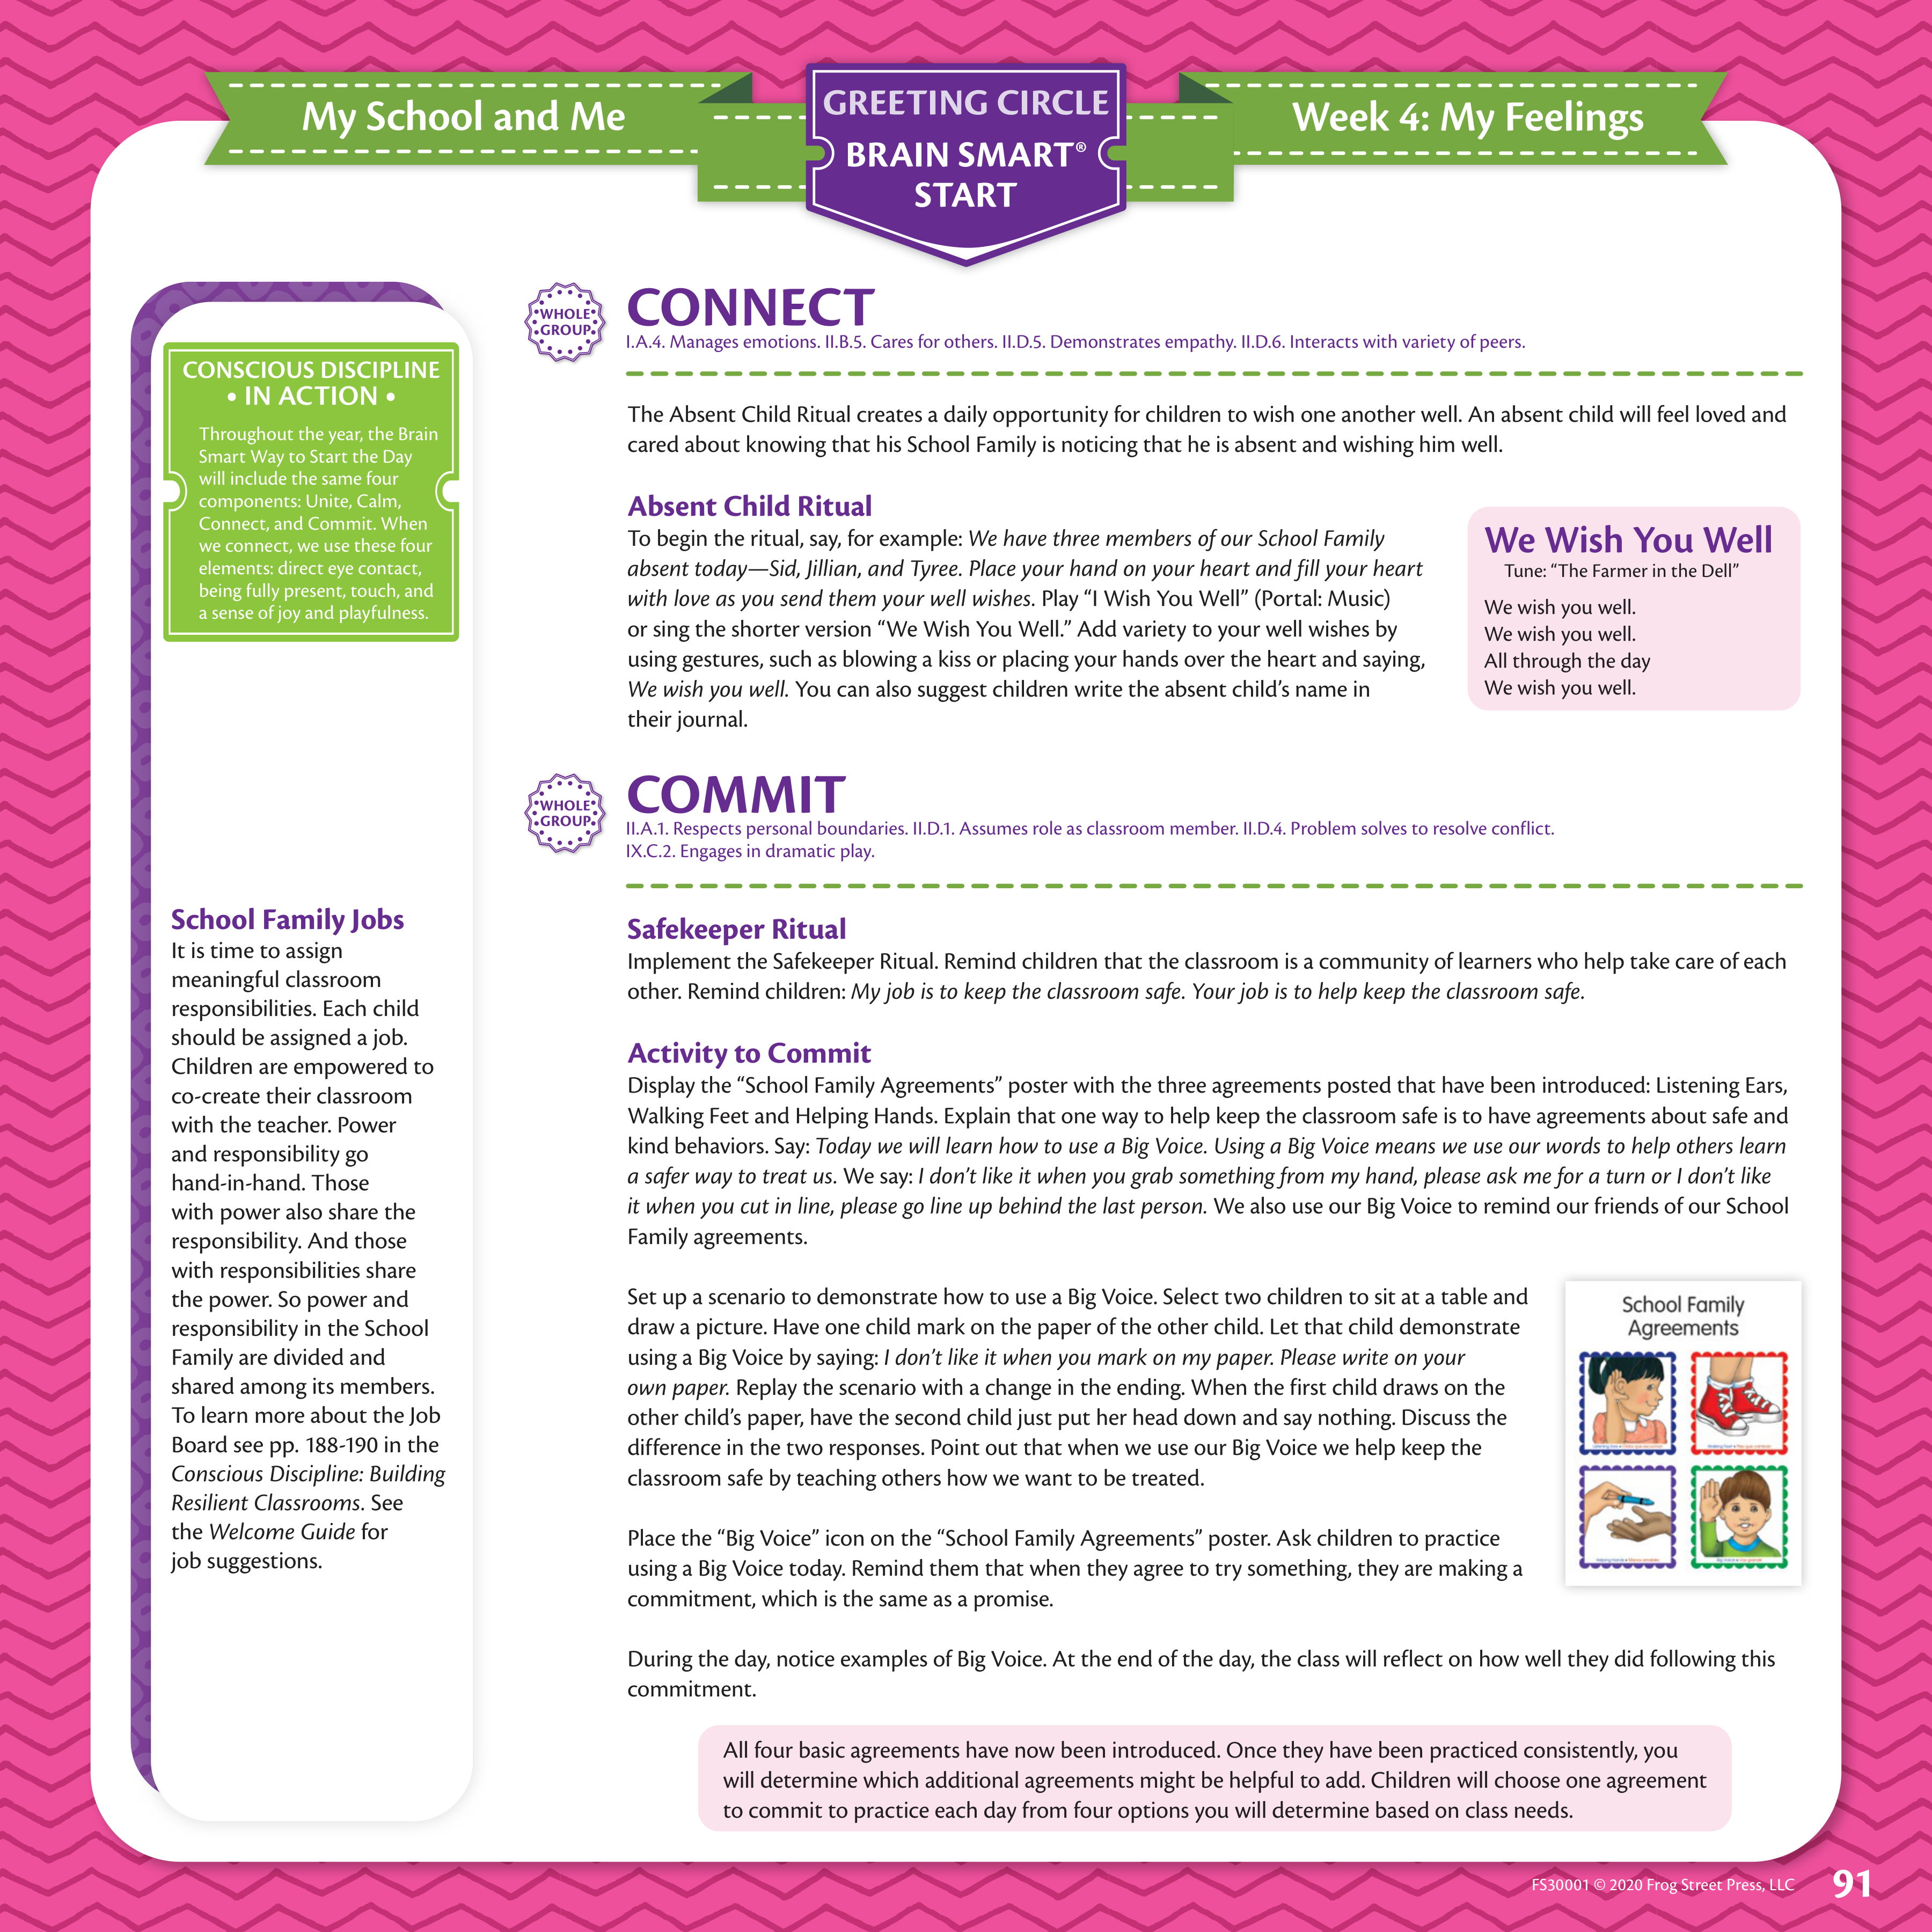 My School and Me
GREETING CIRCLE
BRAIN SMART®
START
Week 4: My Feelings
CONSCIOUS DISCIPLINE
• IN ACTION •
Throughout the year, the Brain
Smart Way to Start the Day
will include the same four
components: Unite, Calm,
Connect, and Commit. When
we connect, we use these four
elements: direct eye contact,
being fully present, touch, and
a sense of joy and playfulness.
School Family Jobs
It is time to assign
meaningful classroom
responsibilities. Each child
should be assigned a job.
Children are empowered to
co-create their classroom
with the teacher. Power
and responsibility go
hand-in-hand. Those
with power also share the
responsibility. And those
with responsibilities share
the power. So power and
responsibility in the School
Family are divided and
shared among its members.
To learn more about the Job
Board see pp. 188-190 in the
Conscious Discipline: Building
Resilient Classrooms. See
the Welcome Guide for
job suggestions.
WHOLE
GROUP
CONNECT
I.A.4. Manages emotions. II.B.5. Cares for others. II.D.5. Demonstrates empathy. II.D.6. Interacts with variety of peers.
The Absent Child Ritual creates a daily opportunity for children to wish one another well. An absent child will feel loved and
cared about knowing that his School Family is noticing that he is absent and wishing him well.
Absent Child Ritual
To begin the ritual, say, for example: We have three members of our School Family
absent today—Sid, Jillian, and Tyree. Place your hand on your heart and fill your heart
with love as you send them your well wishes. Play “I Wish You Well” (Portal: Music)
or sing the shorter version “We Wish You Well.” Add variety to your well wishes by
using gestures, such as blowing a kiss or placing your hands over the heart and saying,
We wish you well. You can also suggest children write the absent child’s name in
their journal.
We Wish You Well
Tune: “The Farmer in the Dell”
We wish you well.
We wish you well.
All through the day
We wish you well.
WHOLE
GROUP
COMMIT
II.A.1. Respects personal boundaries. II.D.1. Assumes role as classroom member. II.D.4. Problem solves to resolve conflict.
IX.C.2. Engages in dramatic play.
Safekeeper Ritual
Implement the Safekeeper Ritual. Remind children that the classroom is a community of learners who help take care of each
other. Remind children: My job is to keep the classroom safe. Your job is to help keep the classroom safe.
Activity to Commit
Display the “School Family Agreements” poster with the three agreements posted that have been introduced: Listening Ears,
Walking Feet and Helping Hands. Explain that one way to help keep the classroom safe is to have agreements about safe and
kind behaviors. Say: Today we will learn how to use a Big Voice. Using a Big Voice means we use our words to help others learn
a safer way to treat us. We say: I don’t like it when you grab something from my hand, please ask me for a turn or I don’t like
it when you cut in line, please go line up behind the last person. We also use our Big Voice to remind our friends of our School
Family agreements.
Set up a scenario to demonstrate how to use a Big Voice. Select two children to sit at a table and
draw a picture. Have one child mark on the paper of the other child. Let that child demonstrate
using a Big Voice by saying: I don’t like it when you mark on my paper. Please write on your
own paper. Replay the scenario with a change in the ending. When the first child draws on the
other child’s paper, have the second child just put her head down and say nothing. Discuss the
difference in the two responses. Point out that when we use our Big Voice we help keep the
classroom safe by teaching others how we want to be treated.
School Family
Agreements
Place the “Big Voice” icon on the “School Family Agreements” poster. Ask children to practice
using a Big Voice today. Remind them that when they agree to try something, they are making a
commitment, which is the same as a promise.
During the day, notice examples of Big Voice. At the end of the day, the class will reflect on how well they did following this
commitment.
All four basic agreements have now been introduced. Once they have been practiced consistently, you
will determine which additional agreements might be helpful to add. Children will choose one agreement
to commit to practice each day from four options you will determine based on class needs.
FS30001 © 2020 Frog Street Press, LLC
91